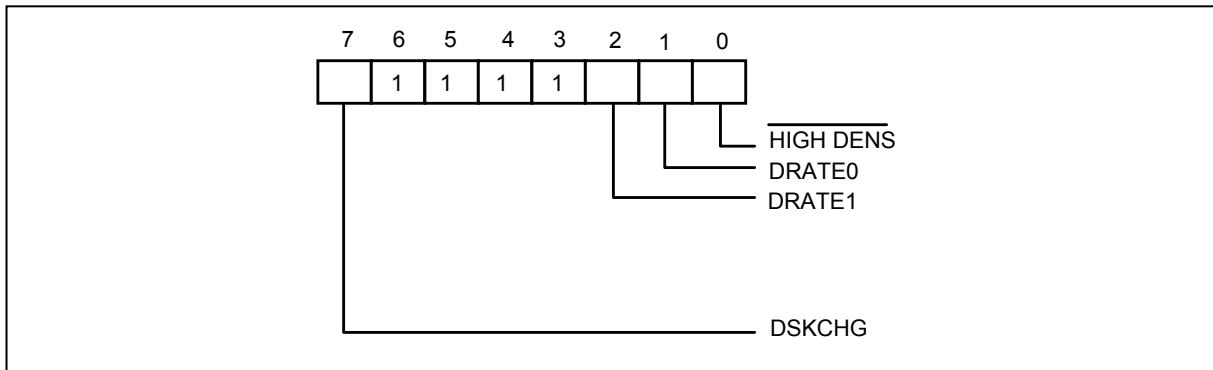 7 6 5 4 3 2 1 0
1 1 1 1
HIGH DENS
DRATE0
DRATE1
DSKCHG